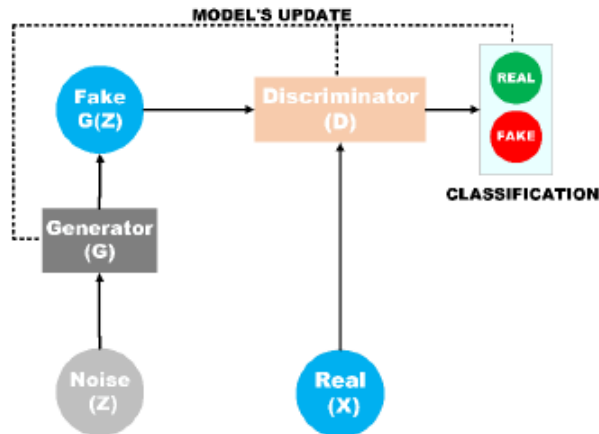 MODEL'S UPDATE
Fake
G(Z)
Discriminator
(D)
REAL
FAKE
CLASSIFICATION
Generator
(G)
Noise
(Z)
Real
(X)